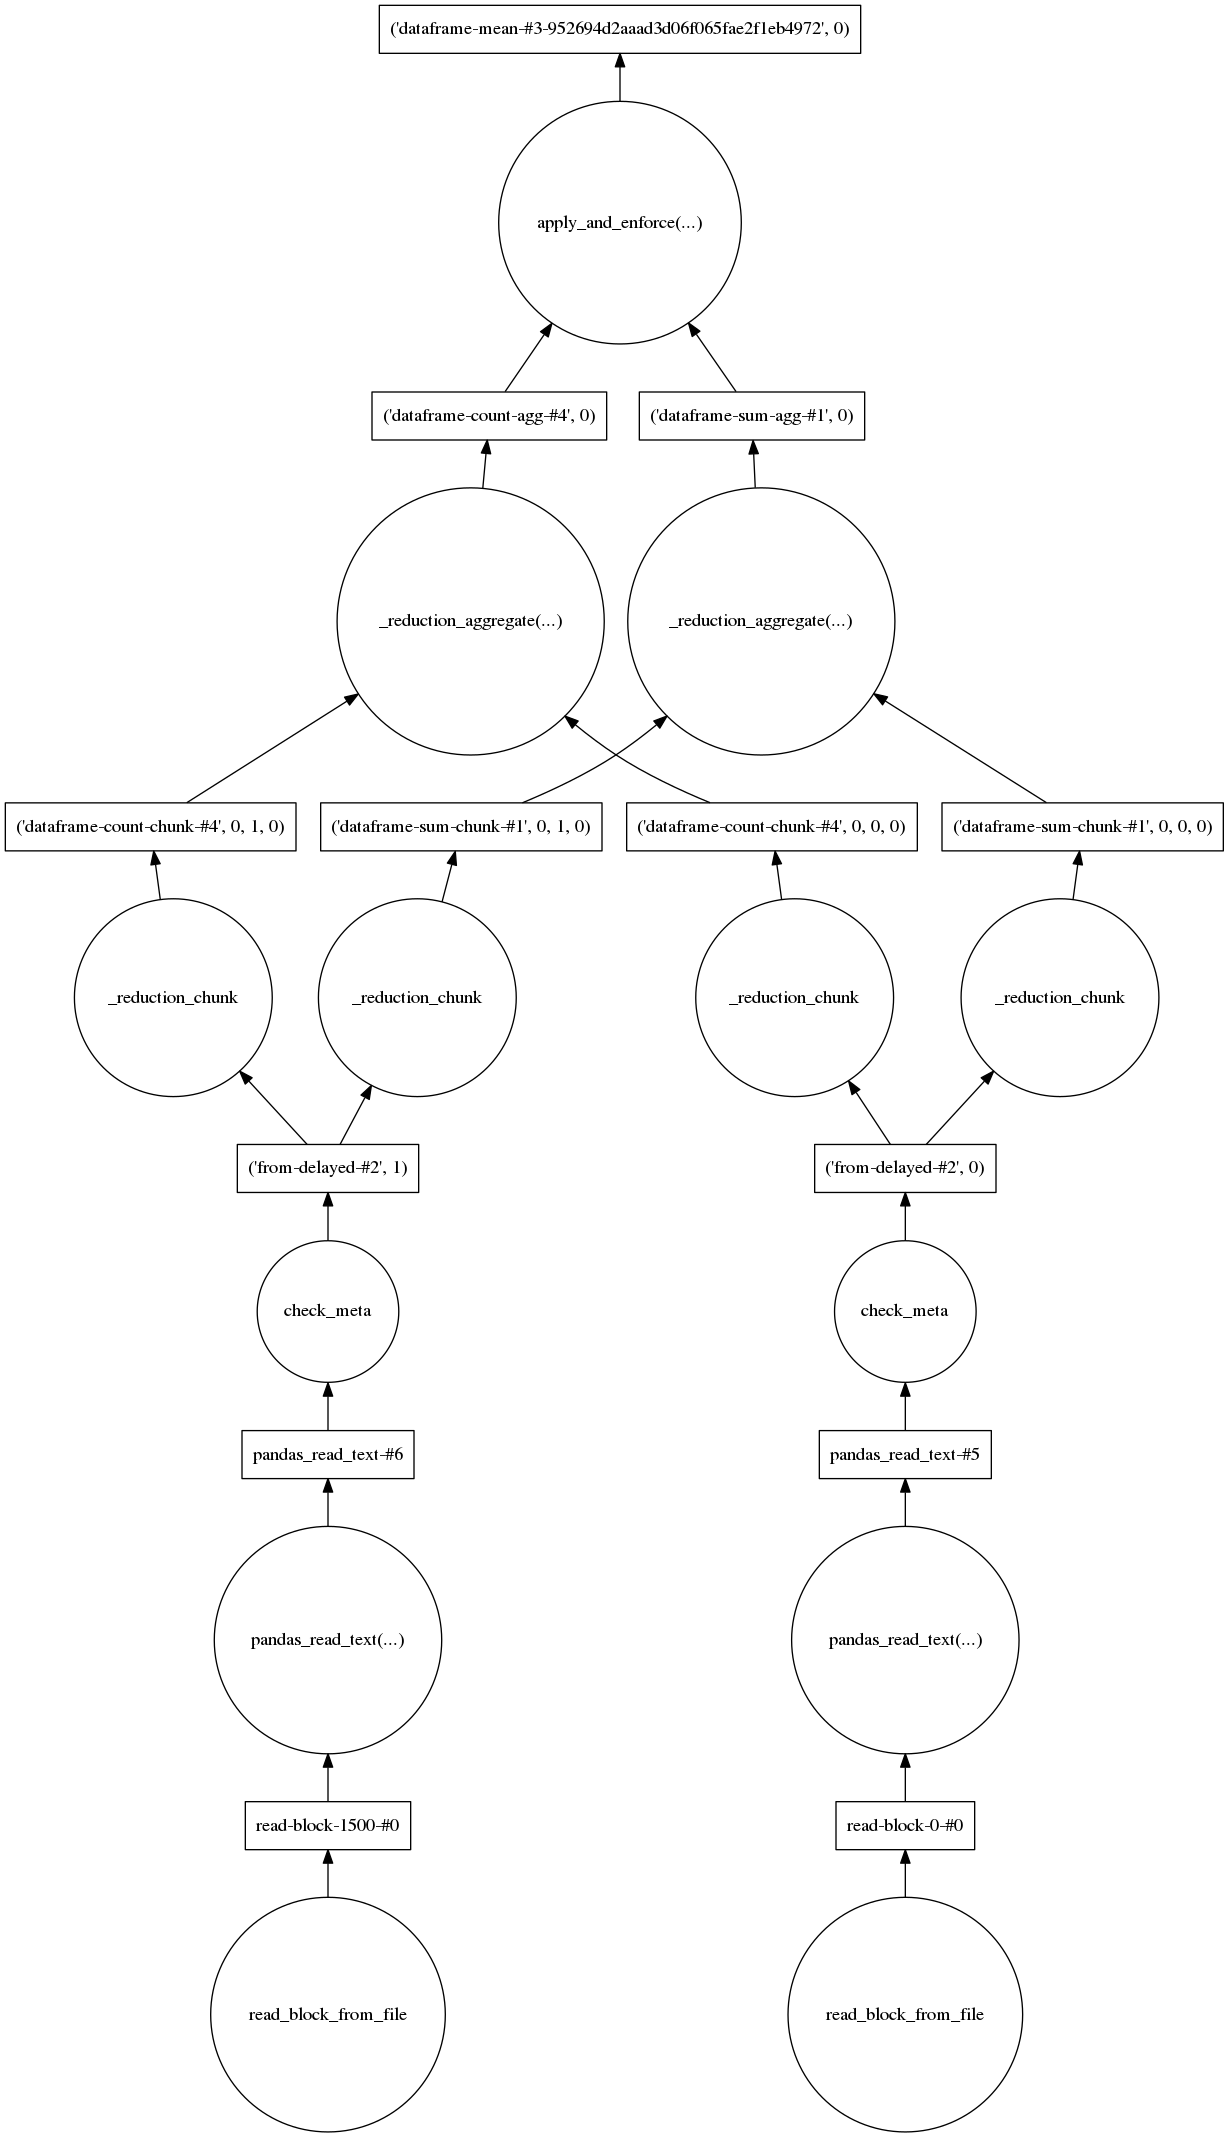 ('dataframe-mean-#3-952694d2aaad3d06f065fae2f1eb4972', 0)
apply_and_enforce(...)
('dataframe-count-agg-#4', 0)
('dataframe-sum-agg-#1', 0)
_reduction_aggregate(...)
_reduction_aggregate(...)
('dataframe-count-chunk-#4', 0, 1, 0)
('dataframe-sum-chunk-#1', 0, 1, 0)
('dataframe-count-chunk-#4', 0, 0, 0)
('dataframe-sum-chunk-#1', 0, 0, 0)
_reduction_chunk
_reduction_chunk
_reduction_chunk
_reduction_chunk
('from-delayed-#2', 1)
('from-delayed-#2', 0)
check_meta
check_meta
pandas_read_text-#6
pandas_read_text-#5
pandas_read_text(...)
pandas_read_text(...)
read-block-1500-#0
read-block-0-#0
read_block_from_file
read_block_from_file